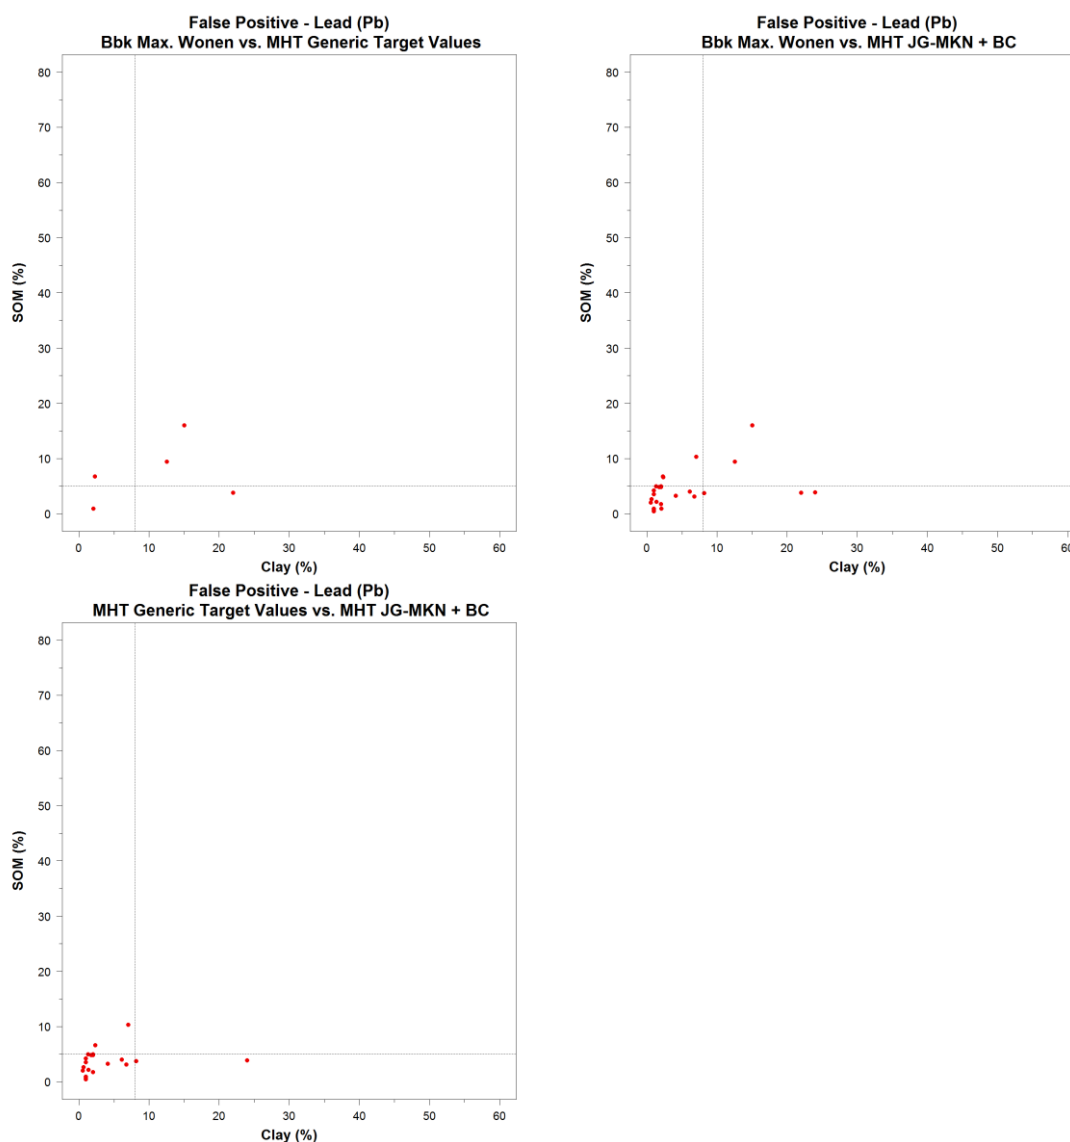 False Positive - Lead (Pb)
Bbk Max. Wonen vs. MHT Generic Target Values
80
70
60
50
40
30
20
10
0
SOM (%)
0 10 20 30 40 50 60
Clay (%)
False Positive - Lead (Pb)
Bbk Max. Wonen vs. MHT JG-MKN + BC
80
70
60
50
40
30
20
10
0
SOM (%)
0 10 20 30 40 50 60
Clay (%)
False Positive - Lead (Pb)
MHT Generic Target Values vs. MHT JG-MKN + BC
80
70
60
50
40
30
20
10
0
SOM (%)
0 10 20 30 40 50 60
Clay (%)